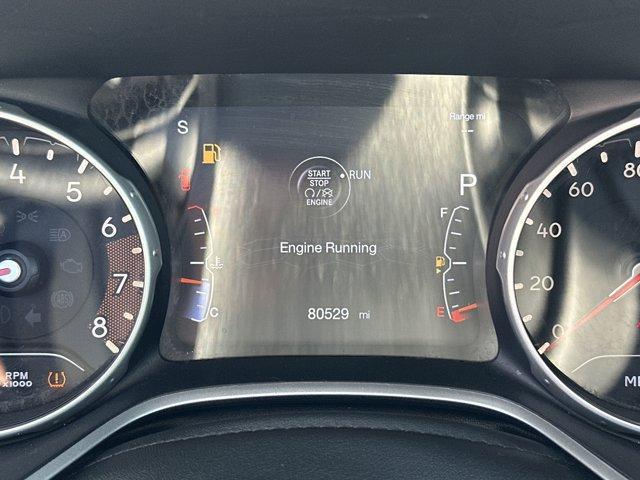 S
Range mi
--
START
STOP
ENGINE
RUN
P
F
Engine Running
C
80529 mi
E
4
5
6
7
8
RPM
x1000
80
60
40
20
0